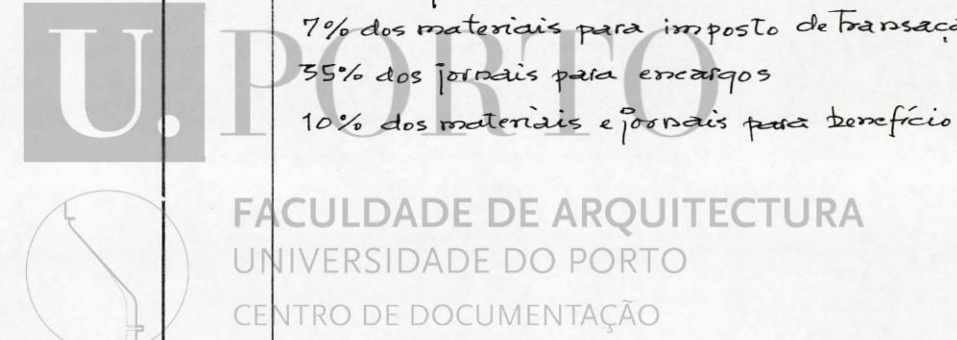 7% dos materiais para imposto de Transaçã
35% dos jornais para encargos
10% dos materiais e jornais para benefício
U. PORTO
FACULDADE DE ARQUITECTURA
UNIVERSIDADE DO PORTO
CENTRO DE DOCUMENTAÇÃO